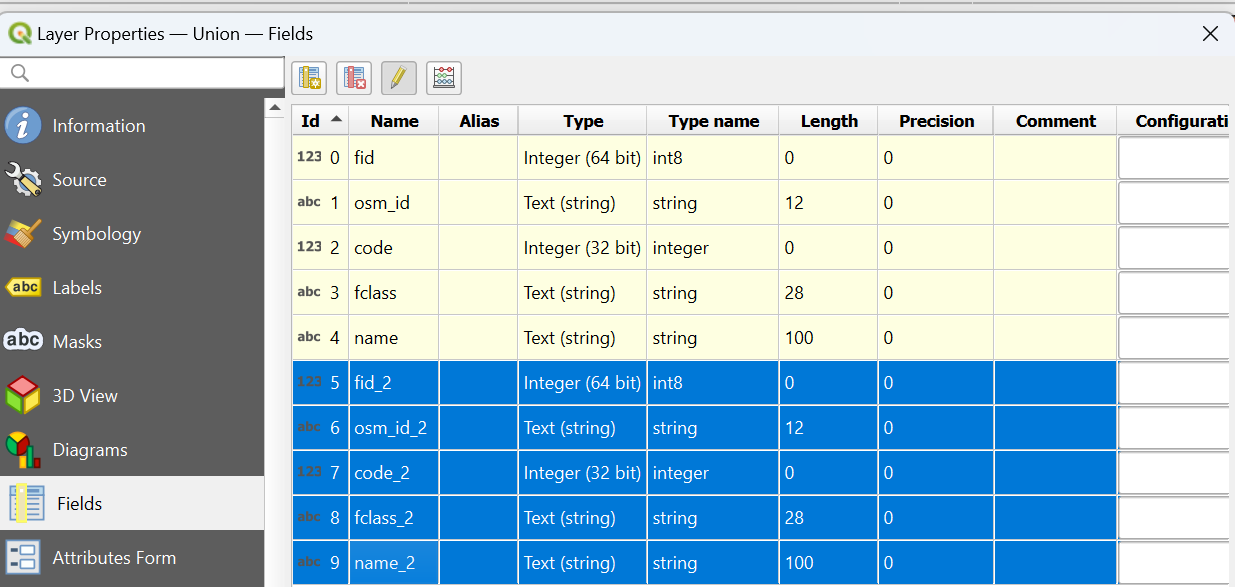 Layer Properties — Union — Fields
Information
Source
Symbology
abc Labels
abc Masks
3D View
Diagrams
Fields
Attributes Form
Id Name Alias Type Type name Length Precision Comment Configurati
123 0 fid Integer (64 bit) int8 0 0
abc 1 osm_id Text (string) string 12 0
123 2 code Integer (32 bit) integer 0 0
abc 3 fclass Text (string) string 28 0
abc 4 name Text (string) string 100 0
123 5 fid_2 Integer (64 bit) int8 0 0
abc 6 osm_id_2 Text (string) string 12 0
123 7 code_2 Integer (32 bit) integer 0 0
abc 8 fclass_2 Text (string) string 28 0
abc 9 name_2 Text (string) string 100 0